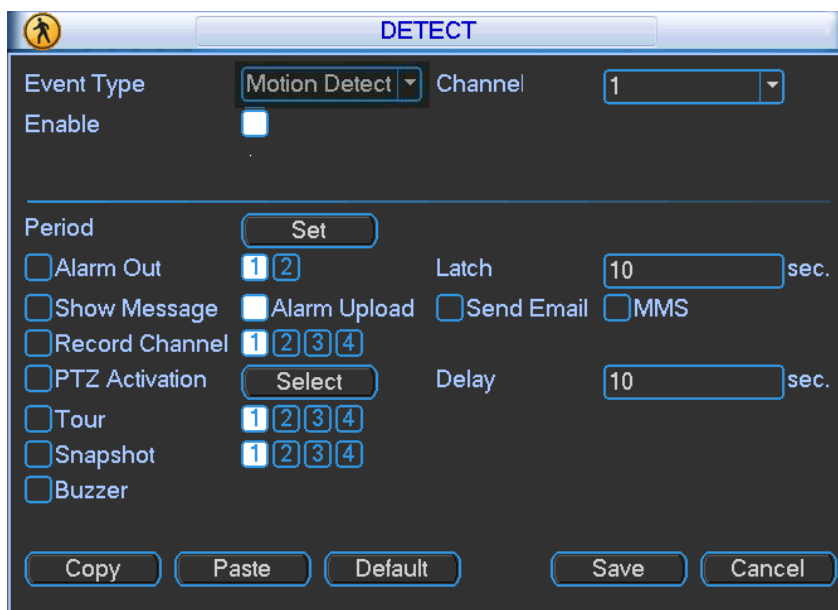 DETECT
Event Type Motion Detect Channel 1
Enable
Period Set
Alarm Out 1 2 Latch 10 sec.
Show Message Alarm Upload Send Email MMS
Record Channel 1 2 3 4
PTZ Activation Select Delay 10 sec.
Tour 1 2 3 4
Snapshot 1 2 3 4
Buzzer
Copy Paste Default Save Cancel